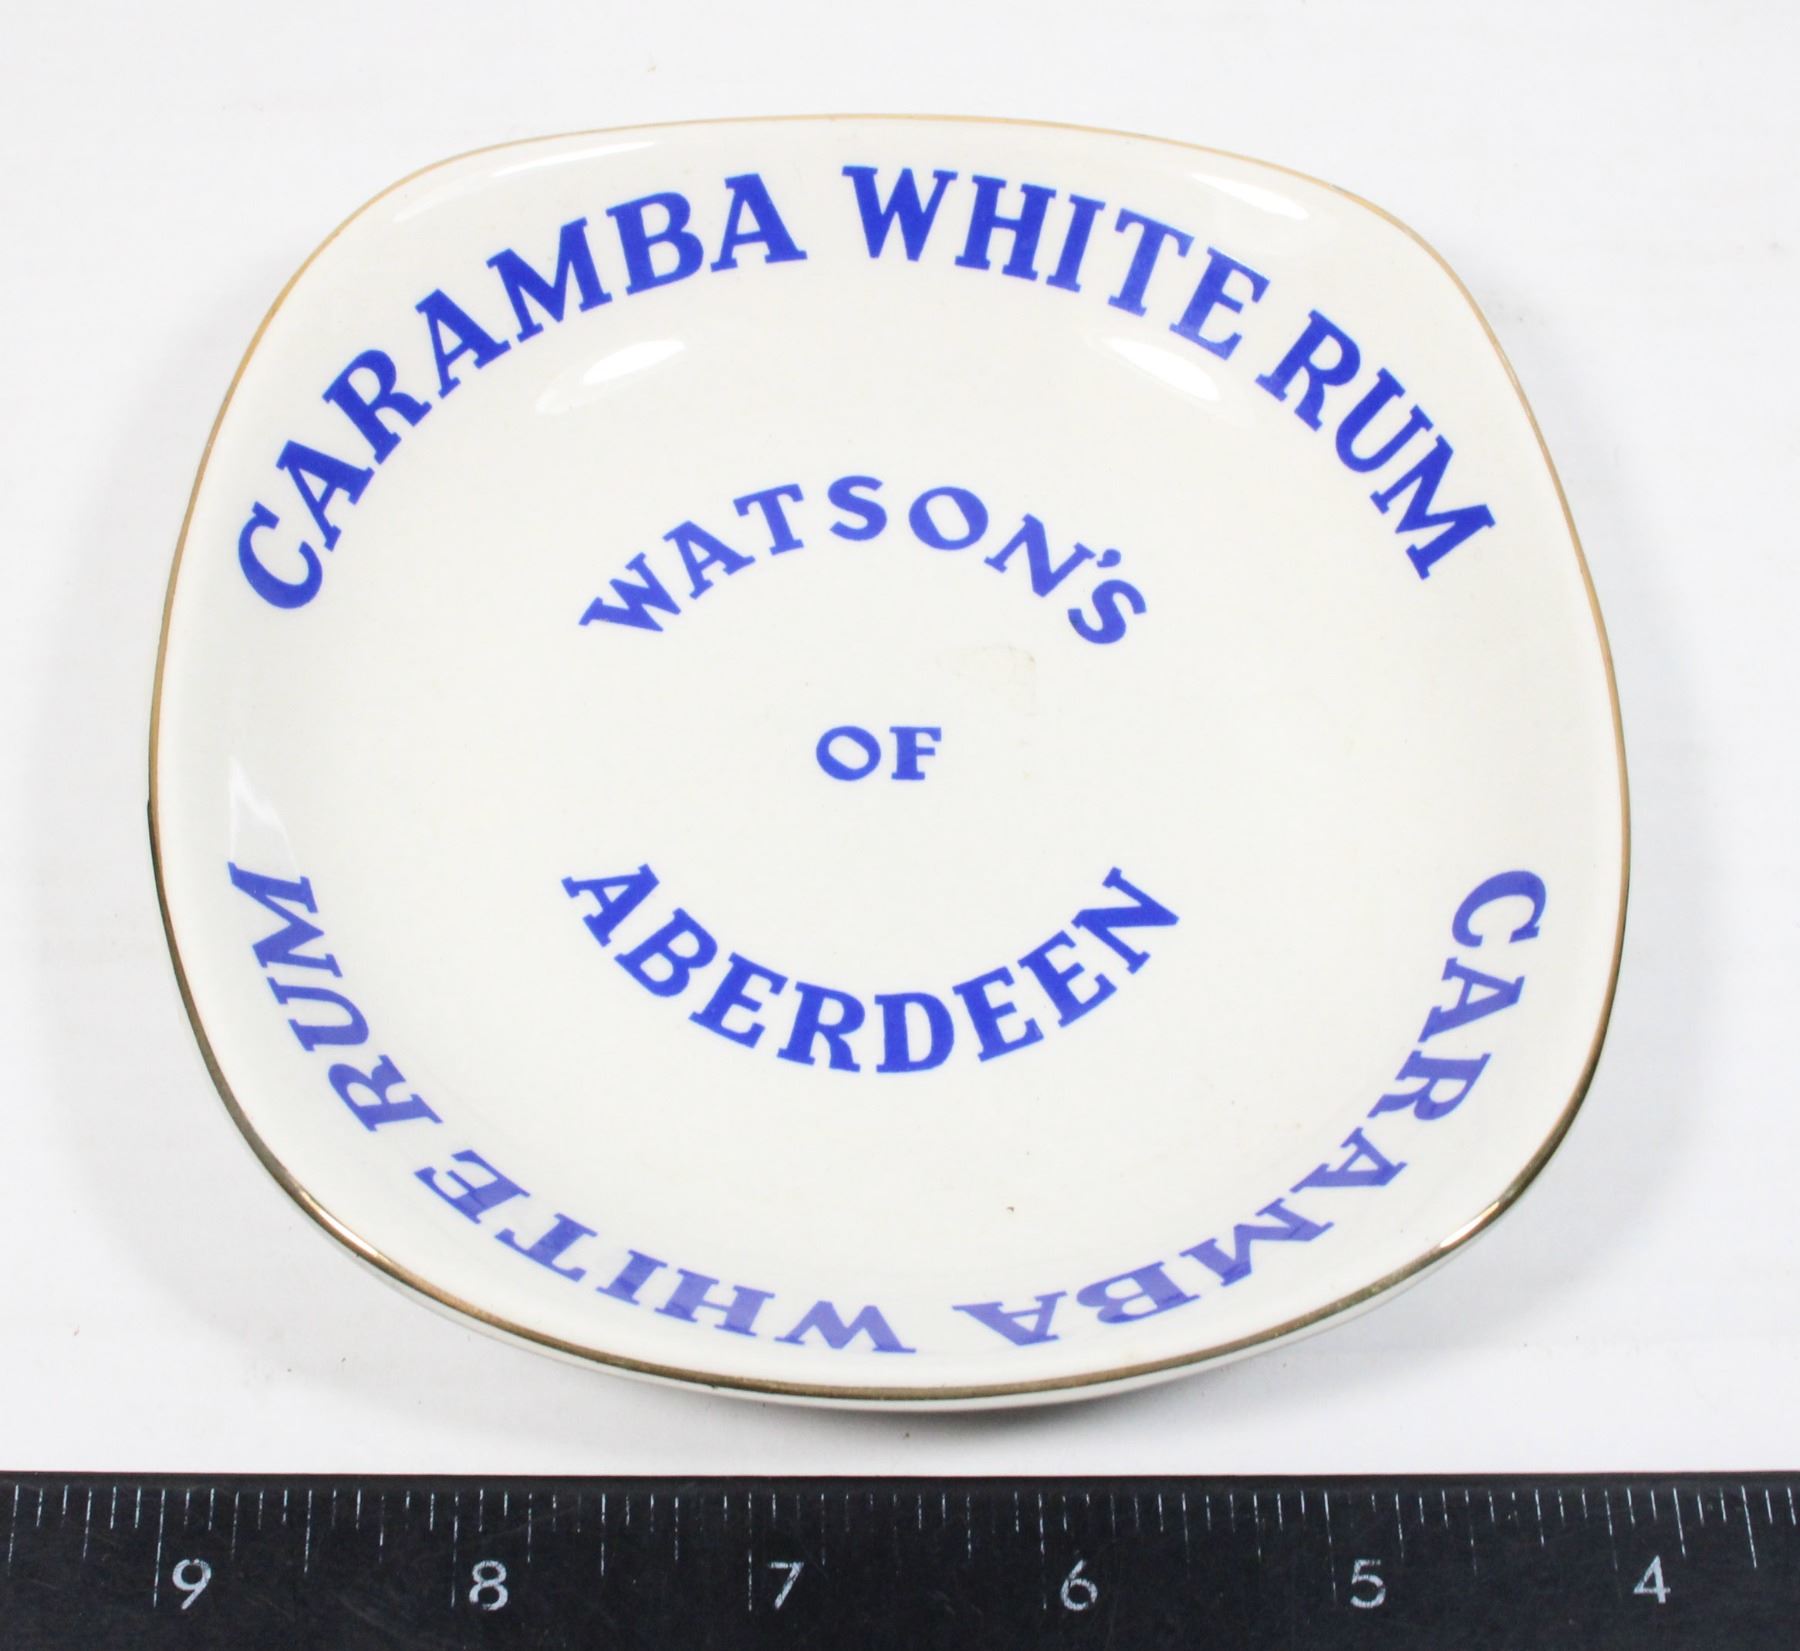 CARAMBA WHITE RUM
WATSON'S
OF
ABERDEEN
CARAMBA WHITE RUM
9 8 7 6 5 4